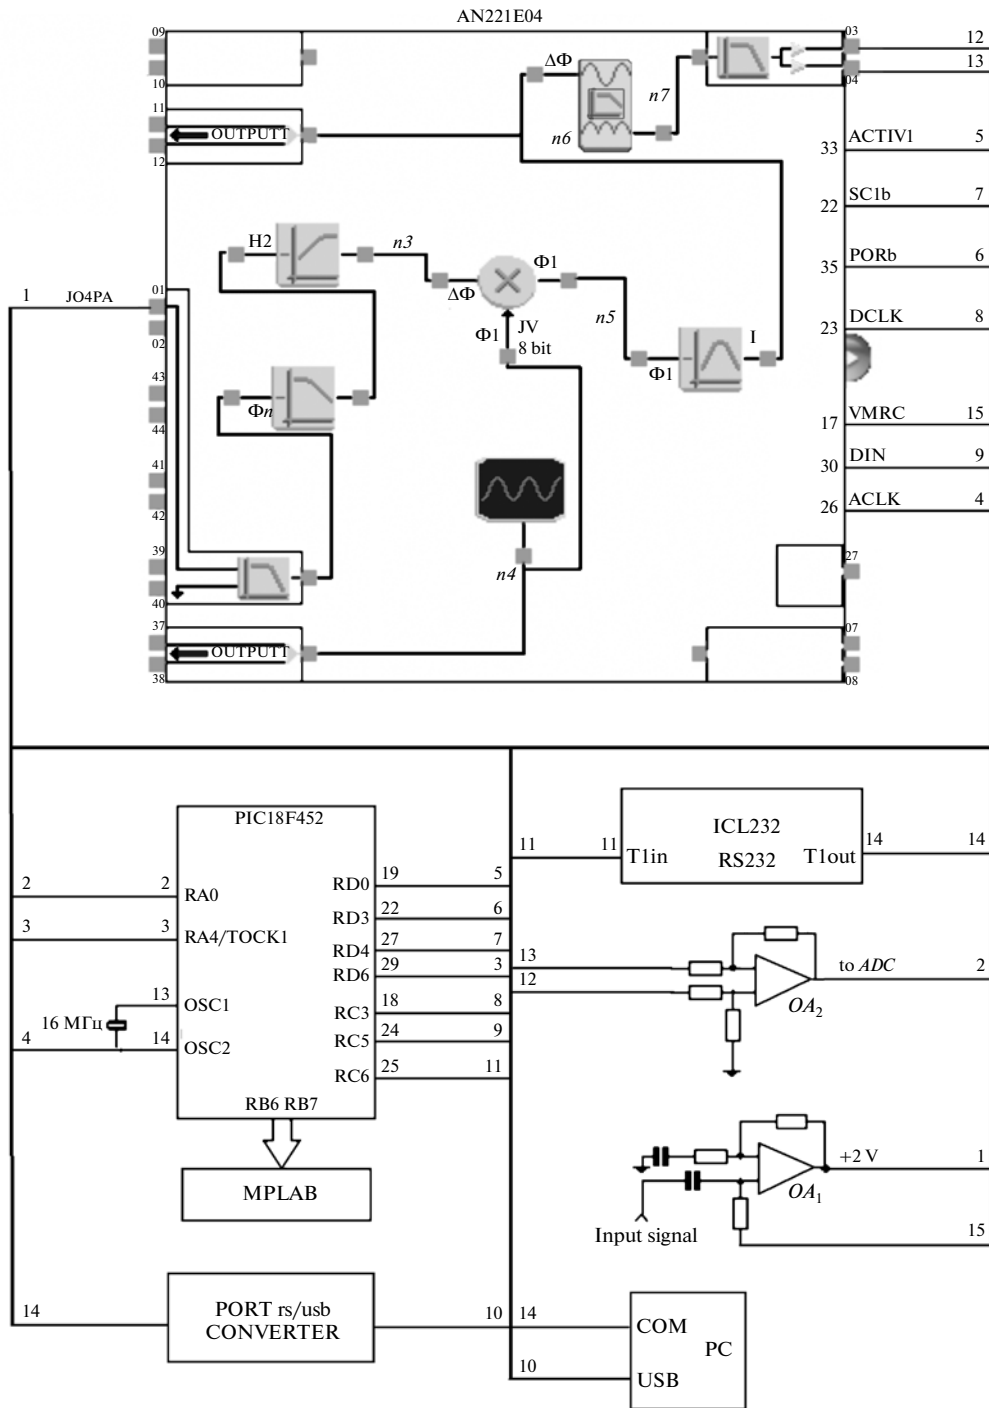 AN221E04
09
10
11
OUTPUTT
12
ΔΦ
n6
n7
03
04
12
13
33 ACTIV1 5
22 SC1b 7
35 PORb 6
23 DCLK 8
17 VMRC 15
30 DIN 9
26 ACLK 4
H2
n3
ΔΦ
Φ1
Φ1
JV
8 bit
n5
Φ1
I
1 JO4PA 01
02
43
44
41
42
39
40
Φn
n4
37
OUTPUTT
38
27
07
08
PIC18F452
2 2 RA0
3 3 RA4/TOCK1
13 OSC1
16 МГц
4 14 OSC2
RD0 19 5
RD3 22 6
RD4 27 7
RD6 29 3
RC3 18 8
RC5 24 9
RC6 25 11
RB6 RB7
MPLAB
ICL232
RS232
11 11 T1in
T1out 14 14
13
12
to ADC 2
OA2
+2 V 1
OA1
Input signal
15
14 PORT rs/usb
CONVERTER
10 14 COM
PC
10 USB